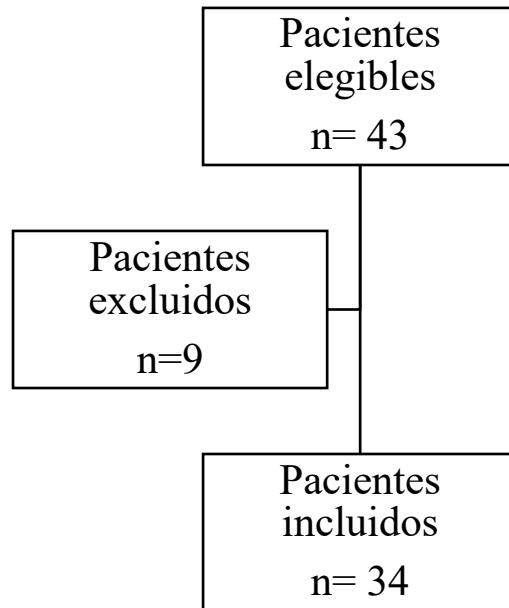 Pacientes
elegibles
n= 43
Pacientes
excluidos
n=9
Pacientes
incluidos
n= 34